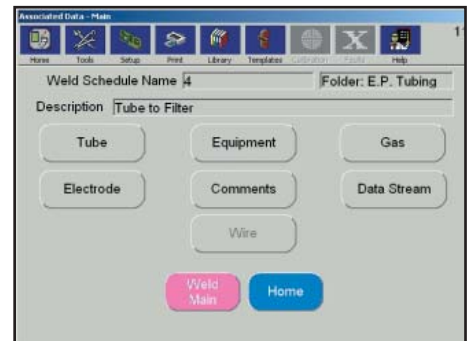 Associated Data - Main
11
Home Tools Setup Print Library Templates Calibration Faults Help
Weld Schedule Name 4 Folder: E.P. Tubing
Description Tube to Filter
Tube Equipment Gas
Electrode Comments Data Stream
Wire
Weld Main Home